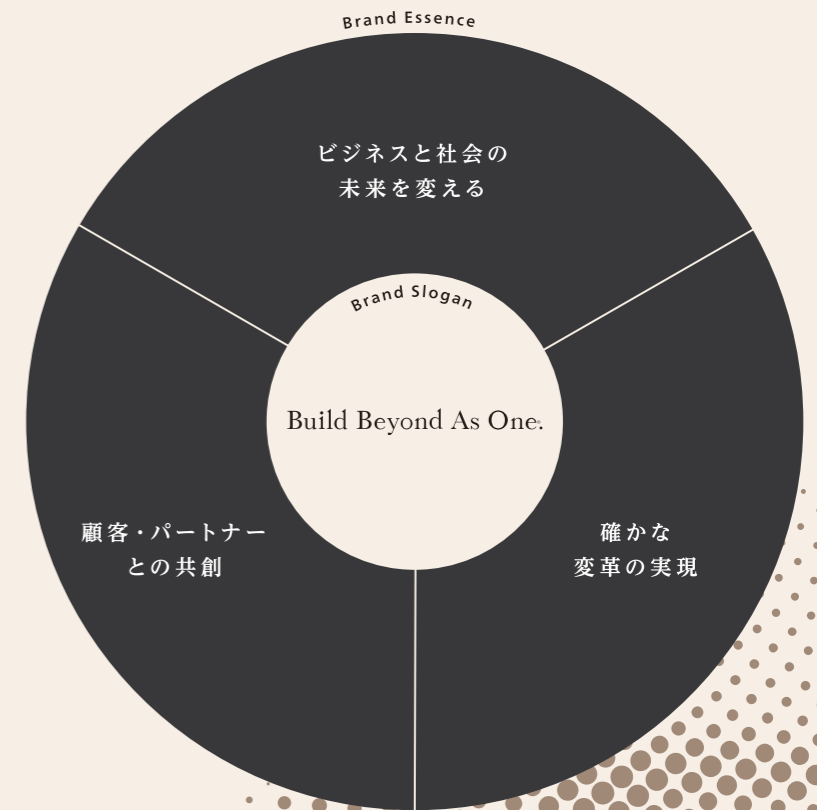 Brand Essence
ビジネスと社会の
未来を変える
Brand Slogan
Build Beyond As One.
顧客・パートナー
との共創
確かな
変革の実現